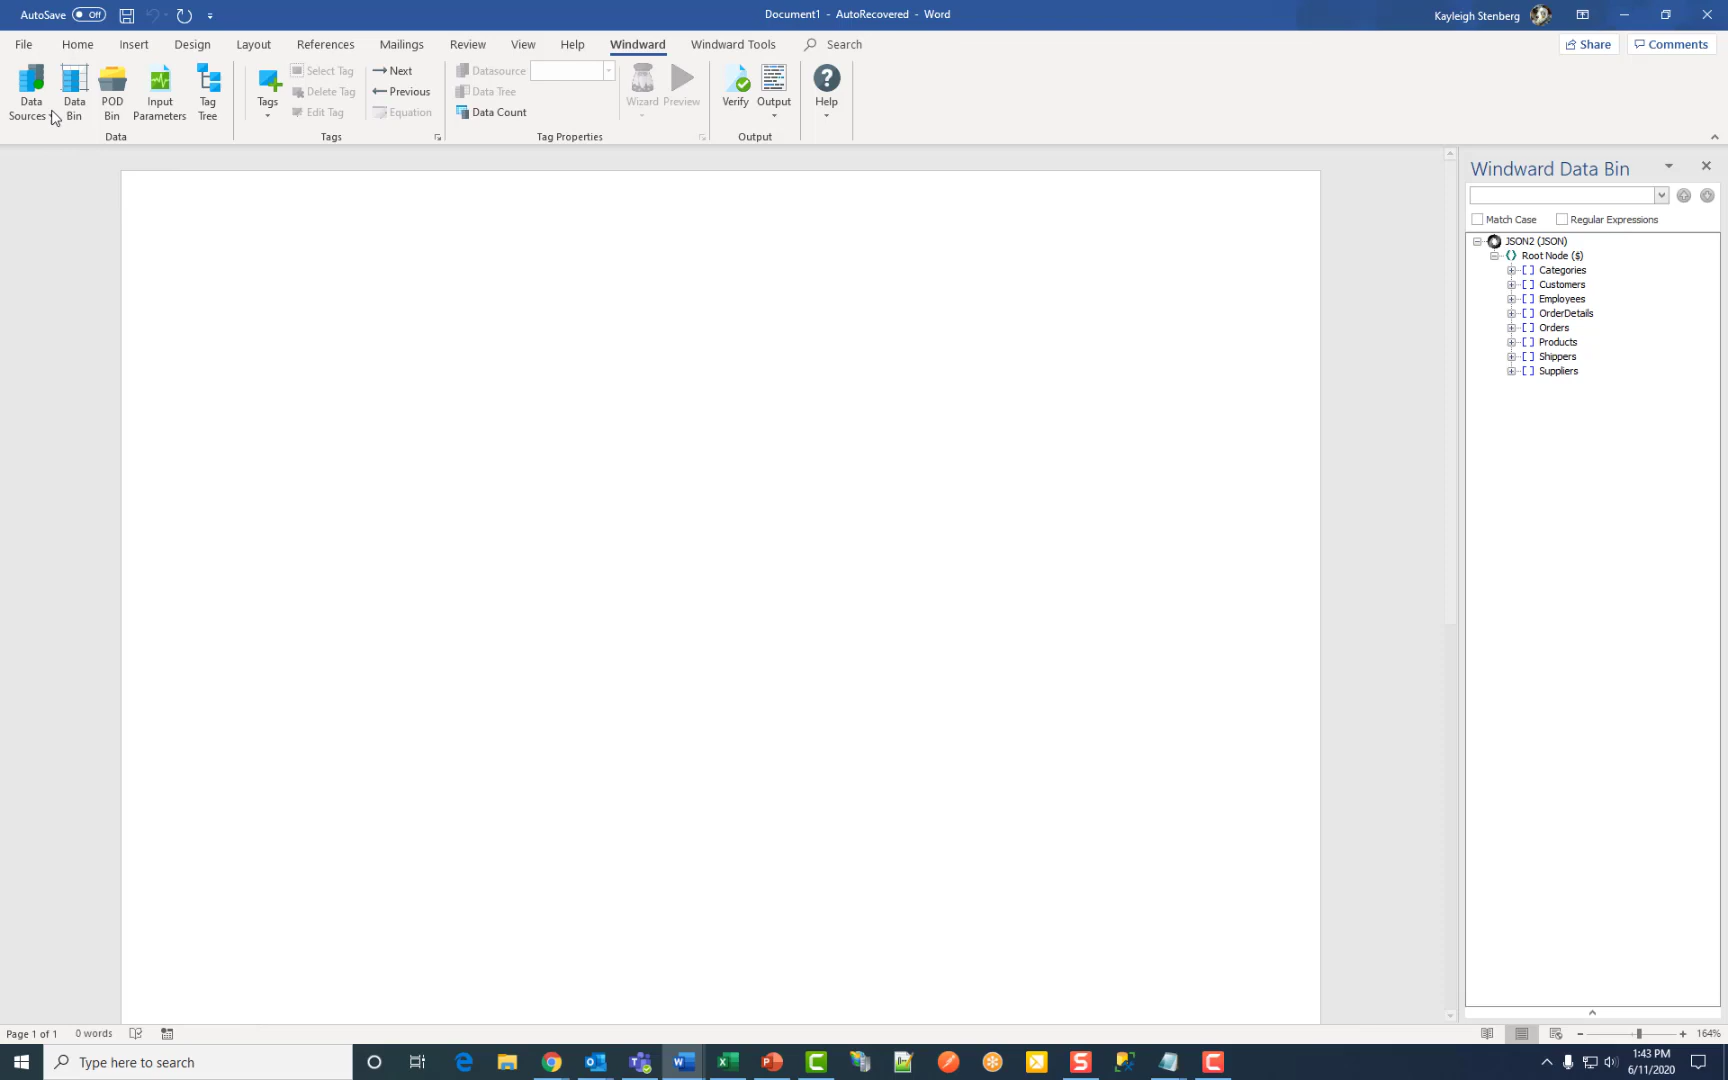 AutoSave Off
Document1 - AutoRecovered - Word
Kayleigh Stenberg
File Home Insert Design Layout References Mailings Review View Help Windward Windward Tools Search
Share Comments
Data Sources
Data Bin
POD Bin
Input Parameters
Tag Tree
Data
Tags
Select Tag
Delete Tag
Edit Tag
Next
Previous
Equation
Tags
Datasource
Data Tree
Data Count
Wizard
Preview
Tag Properties
Verify
Output
Output
Help
Windward Data Bin
Match Case Regular Expressions
JSON2 (JSON)
Root Node ($)
Categories
Customers
Employees
OrderDetails
Orders
Products
Shippers
Suppliers
Page 1 of 1 0 words
164%
Type here to search
1:43 PM
6/11/2020